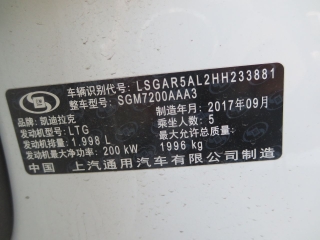 车辆识别代号: LSGAR5AL2HH233881
整车型号: SGM7200AAA3
品牌: 凯迪拉克 制造年月: 2017年09月
发动机型号: LTG 乘坐人数: 5
发动机排量: 1.998 L 最大允许总质量:
发动机最大净功率: 200 kW 1996 kg
中国 上汽通用汽车有限公司制造